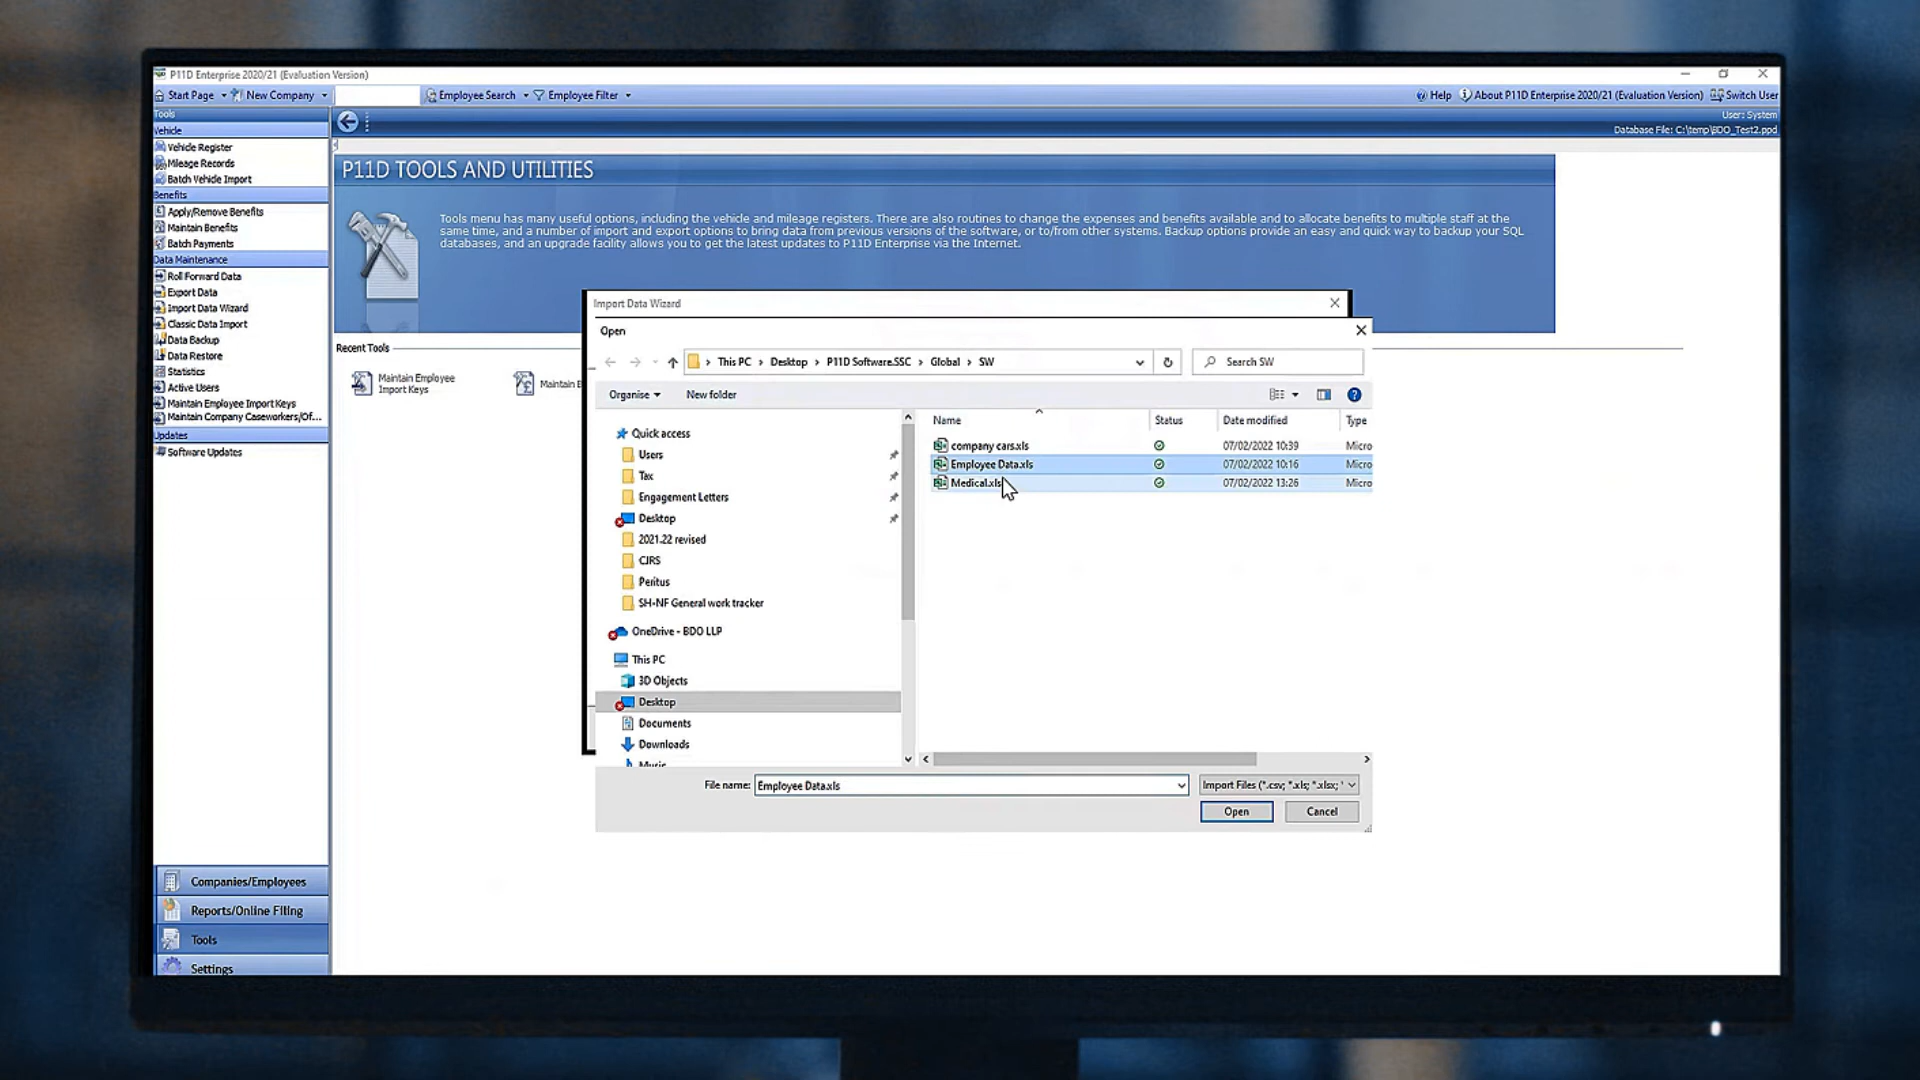 P11D Enterprise 2020/21 (Evaluation Version)
Start Page
New Company
Employee Search
Employee Filter
Help
About P11D Enterprise 2020/21 (Evaluation Version)
Switch User
Tools
User: System
Database File: C:\temp\BDO_Test2.ppd
Vehicle
Vehicle Register
Mileage Records
Batch Vehicle Import
Benefits
Apply/Remove Benefits
Maintain Benefits
Batch Payments
Data Maintenance
Roll Forward Data
Export Data
Import Data Wizard
Classic Data Import
Data Backup
Data Restore
Statistics
Active Users
Maintain Employee Import Keys
Maintain Company Caseworkers/Of...
Updates
Software Updates
Companies/Employees
Reports/Online Filing
Tools
Settings
P11D TOOLS AND UTILITIES
Tools menu has many useful options, including the vehicle and mileage registers. There are also routines to change the expenses and benefits available and to allocate benefits to multiple staff at the
same time, and a number of import and export options to bring data from previous versions of the software, or to/from other systems. Backup options provide an easy and quick way to backup your SQL
databases, and an upgrade facility allows you to get the latest updates to P11D Enterprise via the Internet.
Recent Tools
Maintain Employee
Import Keys
Maintain
Import Data Wizard
Open
This PC > Desktop > P11D Software.SSC > Global > SW
Search SW
Organise
New folder
Quick access
Users
Tax
Engagement Letters
Desktop
2021.22 revised
CJRS
Peritus
SH-NF General work tracker
OneDrive - BDO LLP
This PC
3D Objects
Desktop
Documents
Downloads
Music
Name Status Date modified Type
company cars.xls 07/02/2022 10:39 Micro
Employee Data.xls 07/02/2022 10:16 Micro
Medical.xls 07/02/2022 13:26 Micro
File name: Employee Data.xls
Import Files (*.csv; *.xls; *.xlsx; '
Open
Cancel